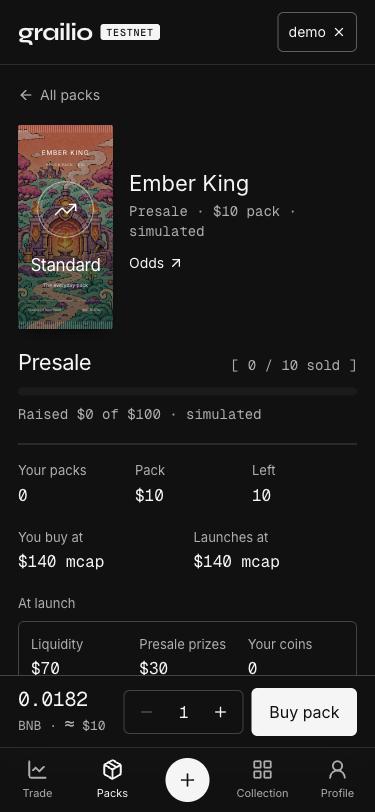 grailio TESTNET
demo
All packs
EMBER KING
Standard
The everyday pack
Ember King
Presale · $10 pack ·
simulated
Odds
Presale
[ 0 / 10 sold ]
Raised $0 of $100 · simulated
Your packs Pack Left
0 $10 10
You buy at Launches at
$140 mcap $140 mcap
At launch
Liquidity Presale prizes Your coins
$70 $30 0
0.0182
BNB · ≈ $10
1
Buy pack
Trade Packs Collection Profile